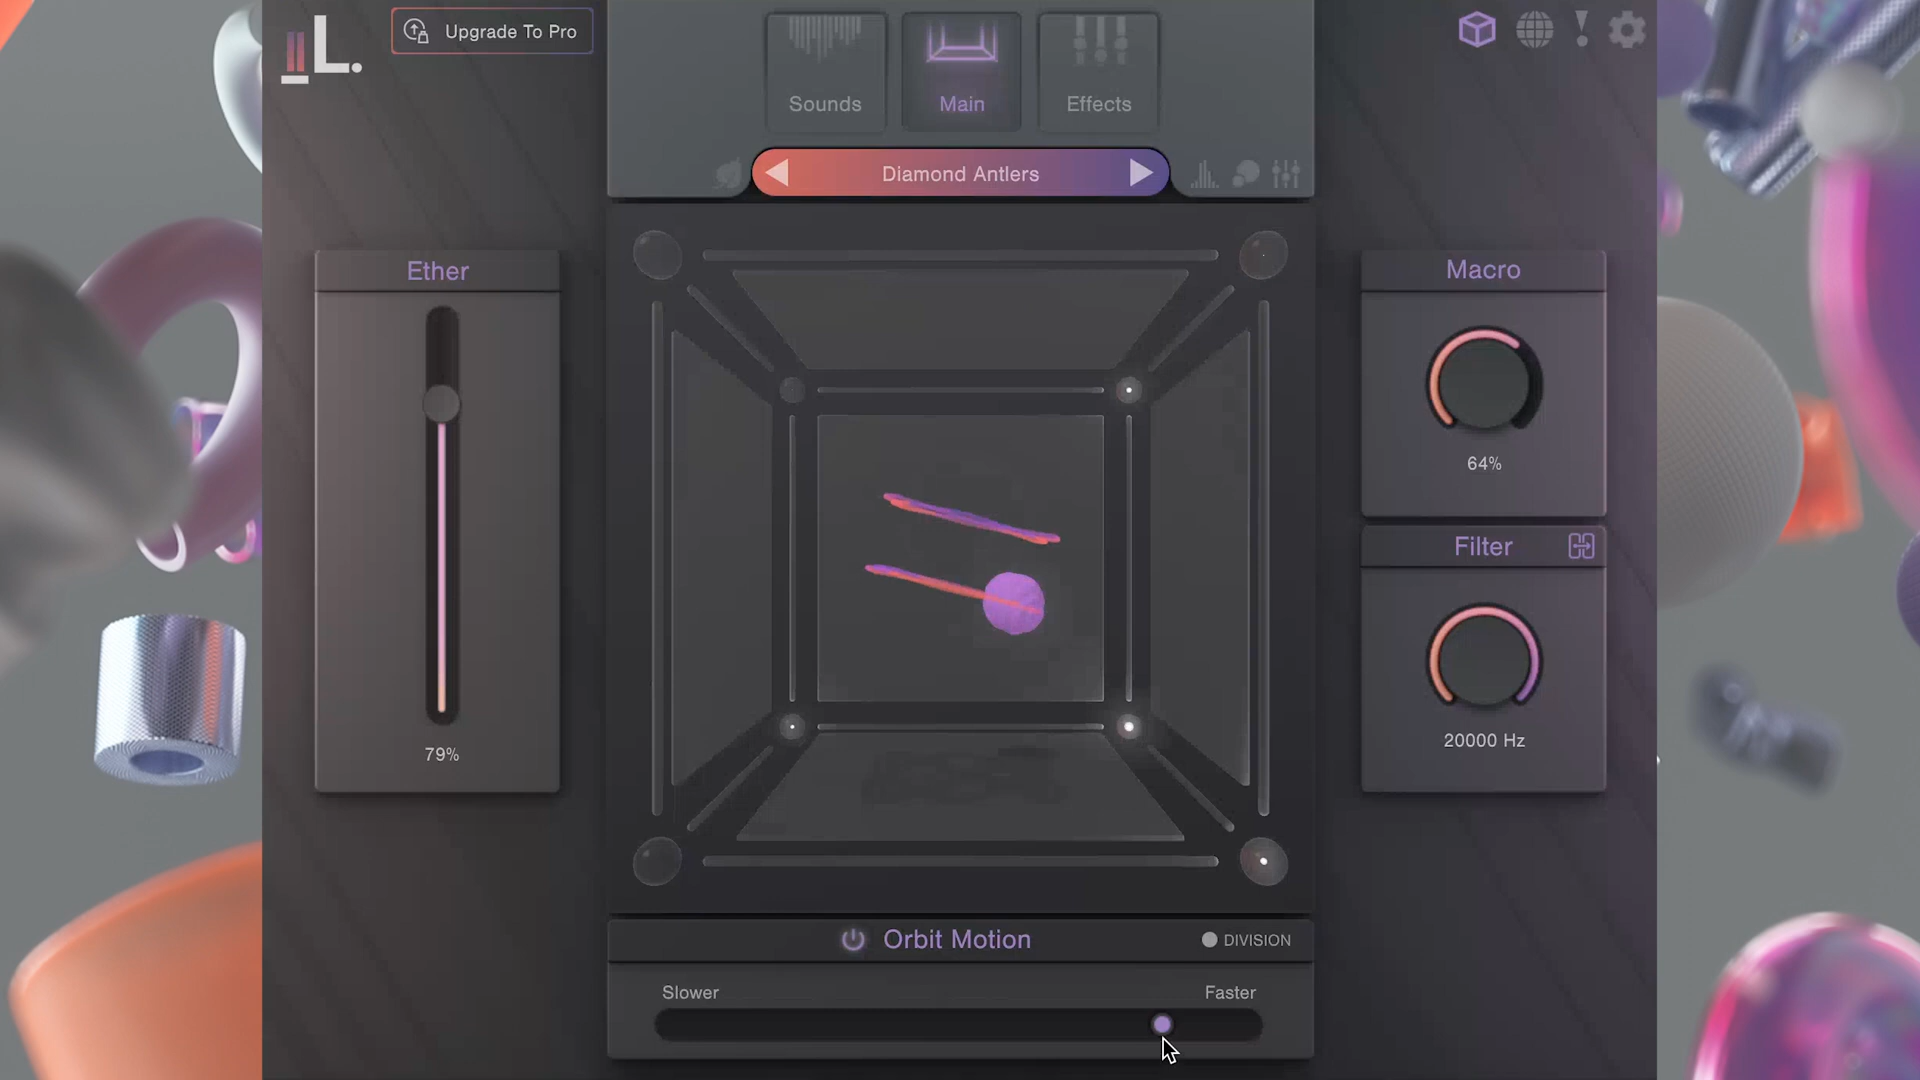 L.
Upgrade To Pro
Sounds
Main
Effects
Diamond Antlers
Ether
79%
Macro
64%
Filter
20000 Hz
Orbit Motion
DIVISION
Slower
Faster